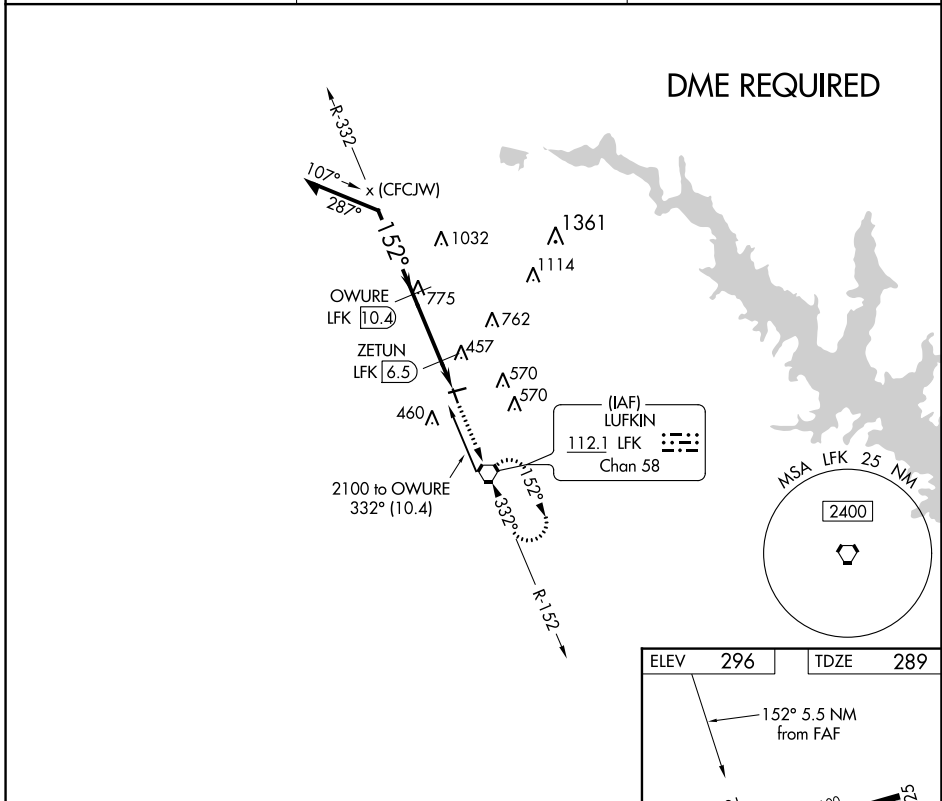 DME REQUIRED
R-332
107°
x (CFCJW)
287°
152°
1032
1361
1114
OWURE
LFK 10.4
775
762
ZETUN
LFK 6.5
457
570
570
460
(IAF)
LUFKIN
112.1 LFK
Chan 58
2100 to OWURE
332° (10.4)
152°
332°
R-152
MSA LFK 25 NM
2400
ELEV 296
TDZE 289
152° 5.5 NM
from FAF
25